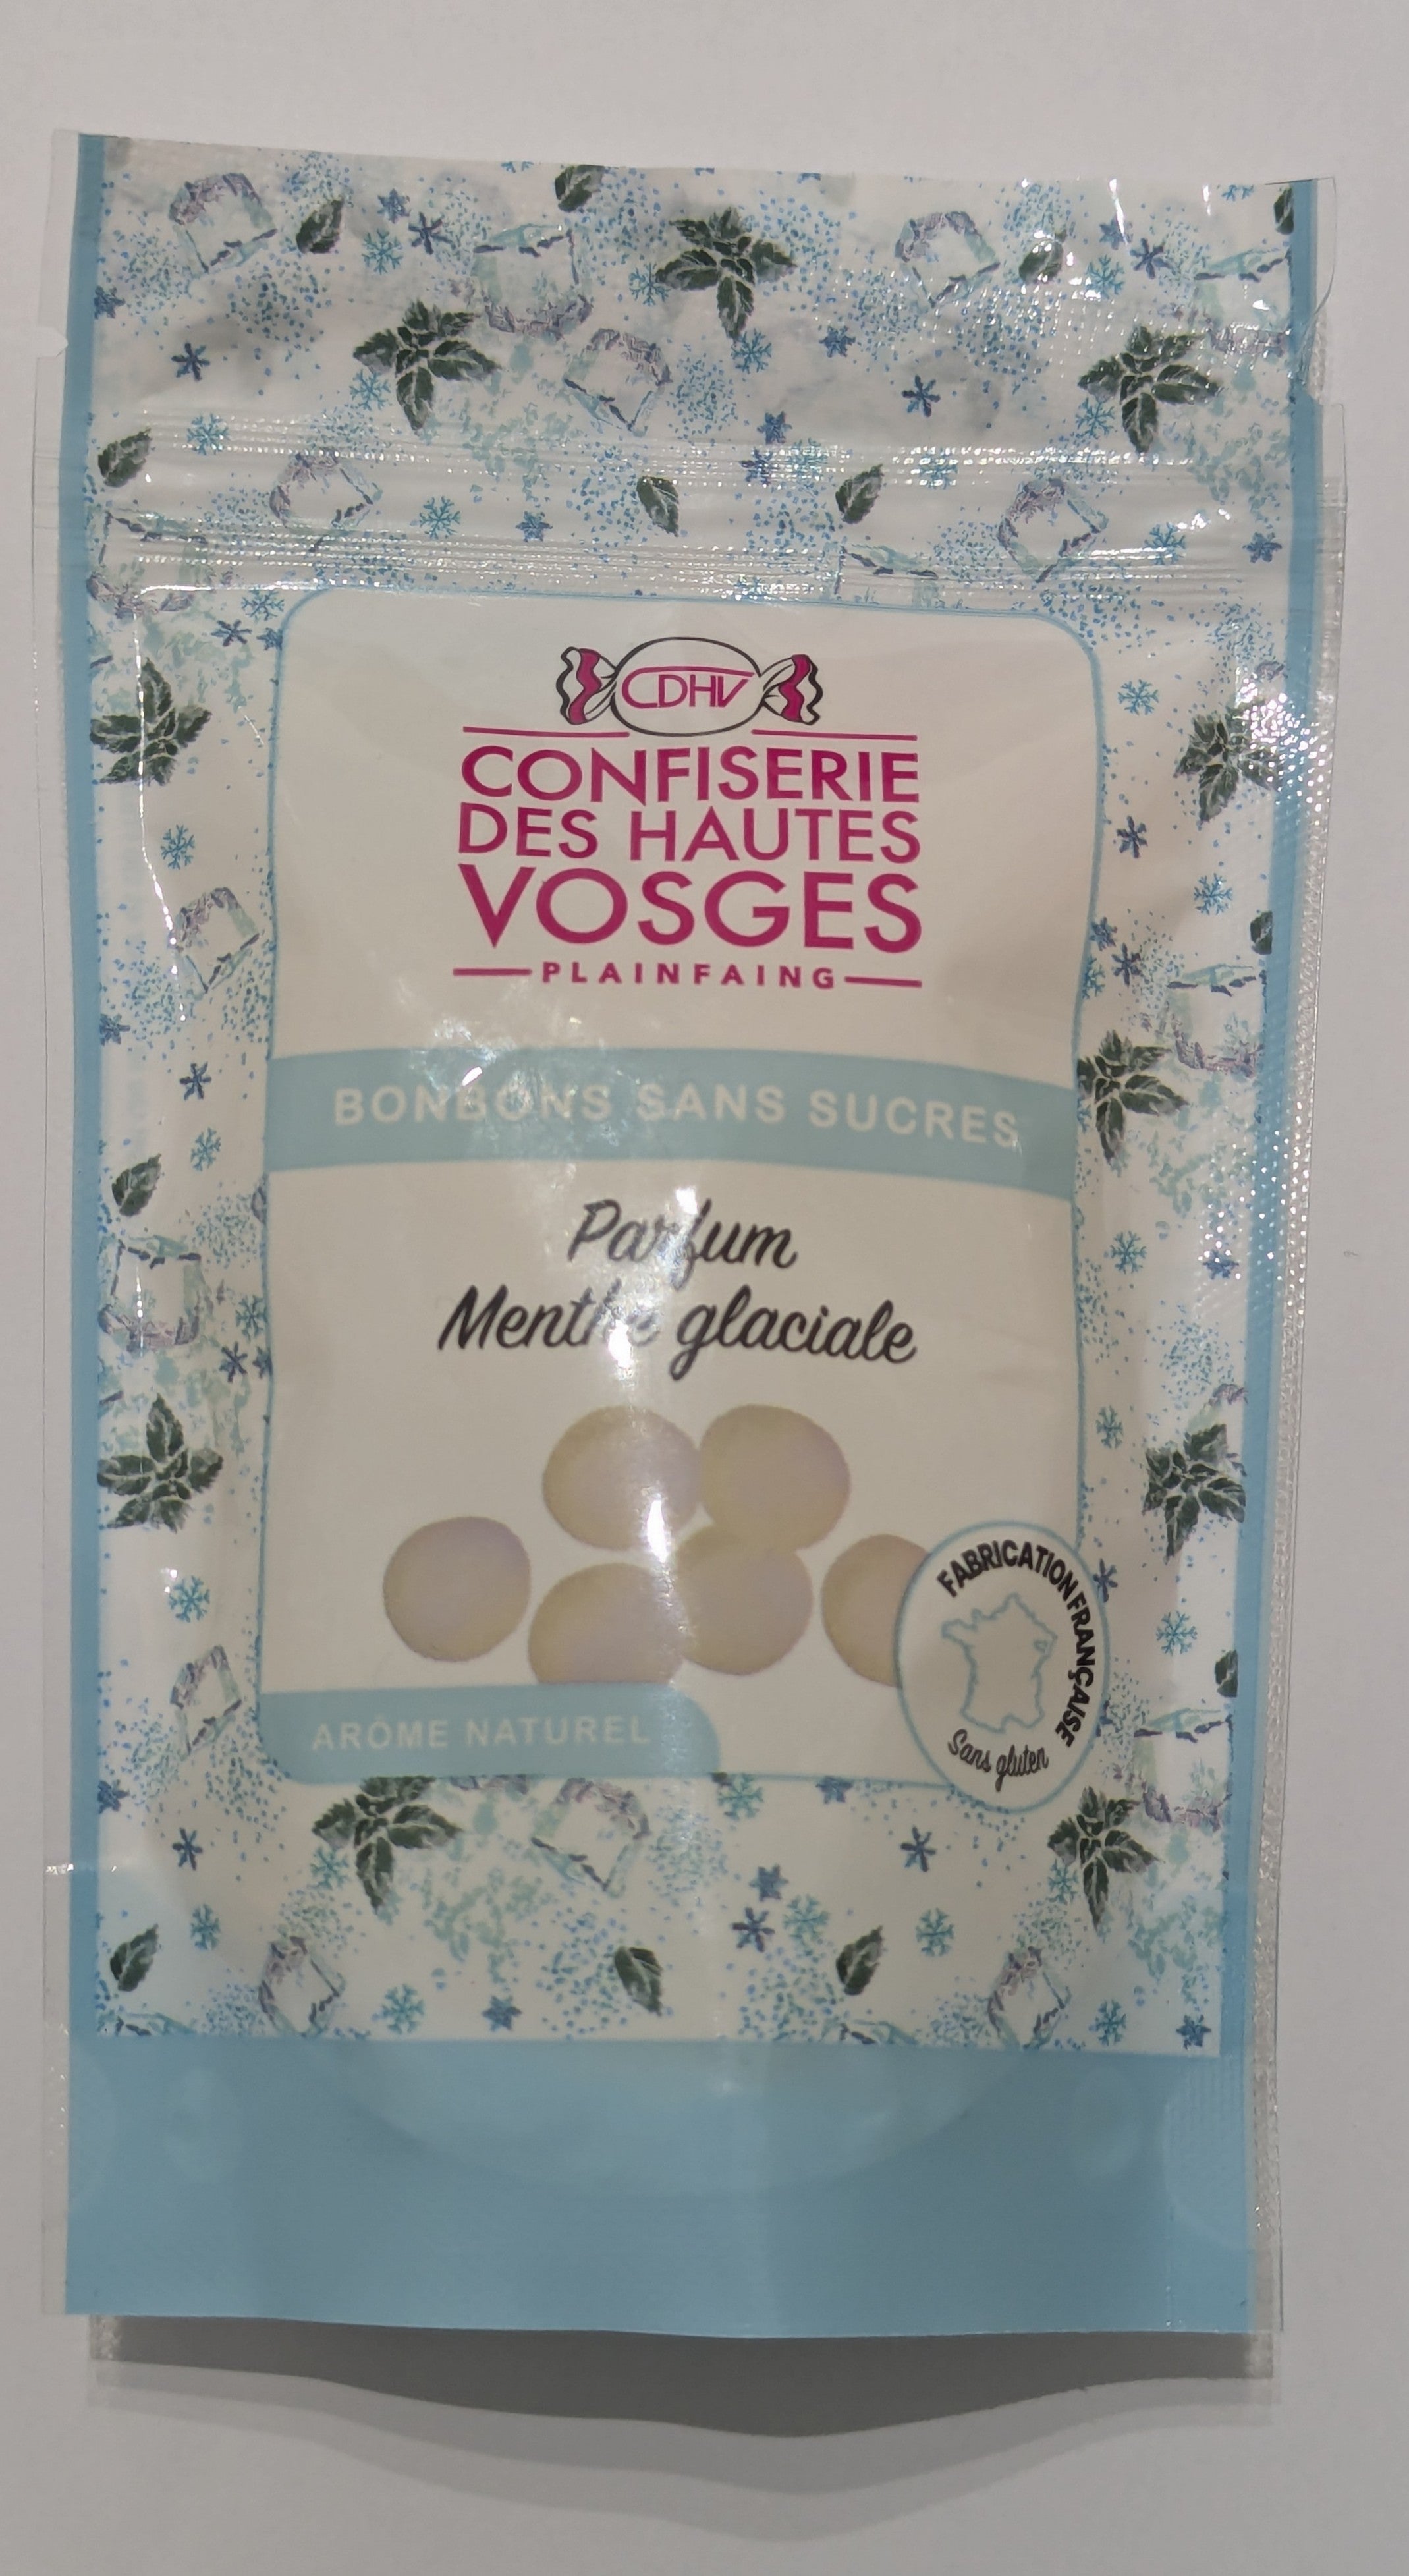 CDHV
CONFISERIE
DES HAUTES
VOSGES
PLAINFAING
BONBONS SANS SUCRES
Parfum
Menthe glaciale
FABRICATION FRANÇAISE
Sans gluten
ARÔME NATUREL